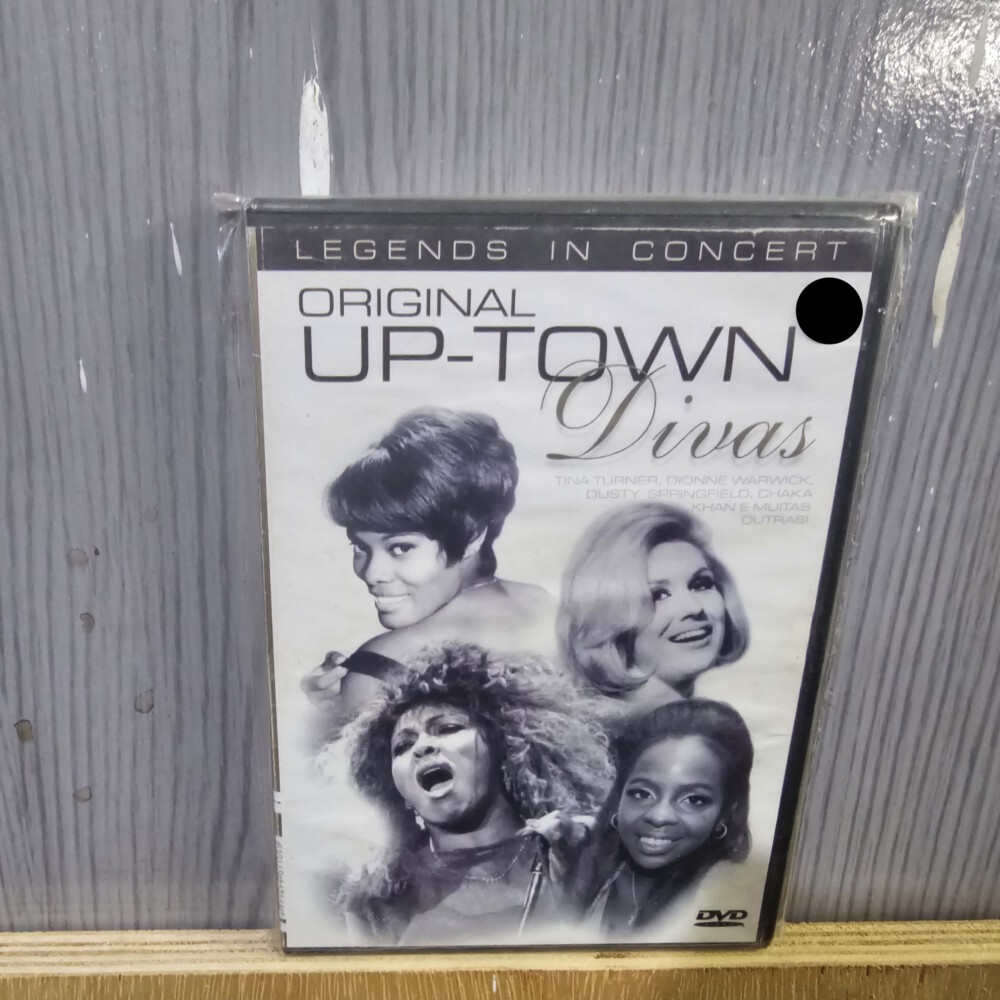 LEGENDS IN CONCERT
ORIGINAL
UP-TOWN
Divas
TINA TURNER, DIONNE WARWICK,
DUSTY SPRINGFIELD, CHAKA
KHAN E MUITAS
OUTRAS!
DVD